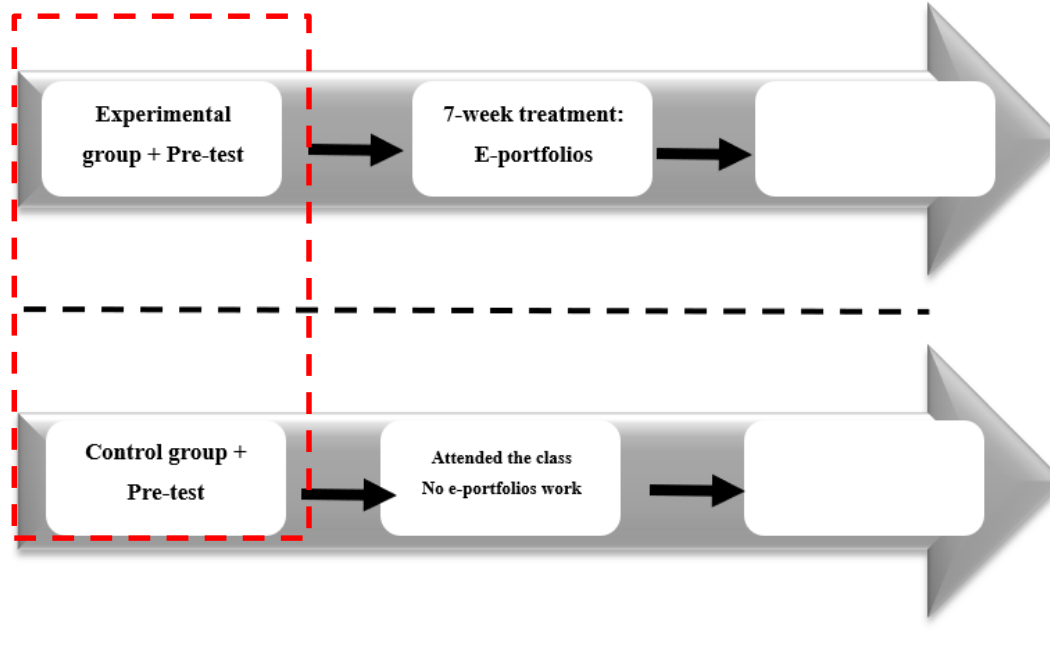 Experimental
group + Pre-test
7-week treatment:
E-portfolios
Control group +
Pre-test
Attended the class
No e-portfolios work